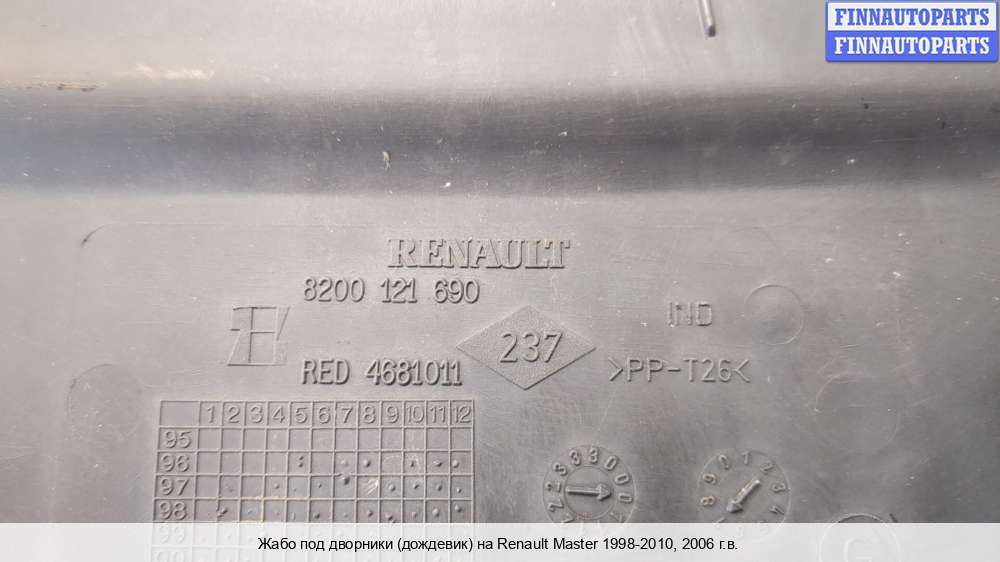 FINNAUTOPARTS
FINNAUTOPARTS
RENAULT
8200 121 690
IND
237
RED 4681011
>PP-T26<
1 2 3 4 5 6 7 8 9 10 11 12
95
96
97
98
99
G
Жабо под дворники (дождевик) на Renault Master 1998-2010, 2006 г.в.